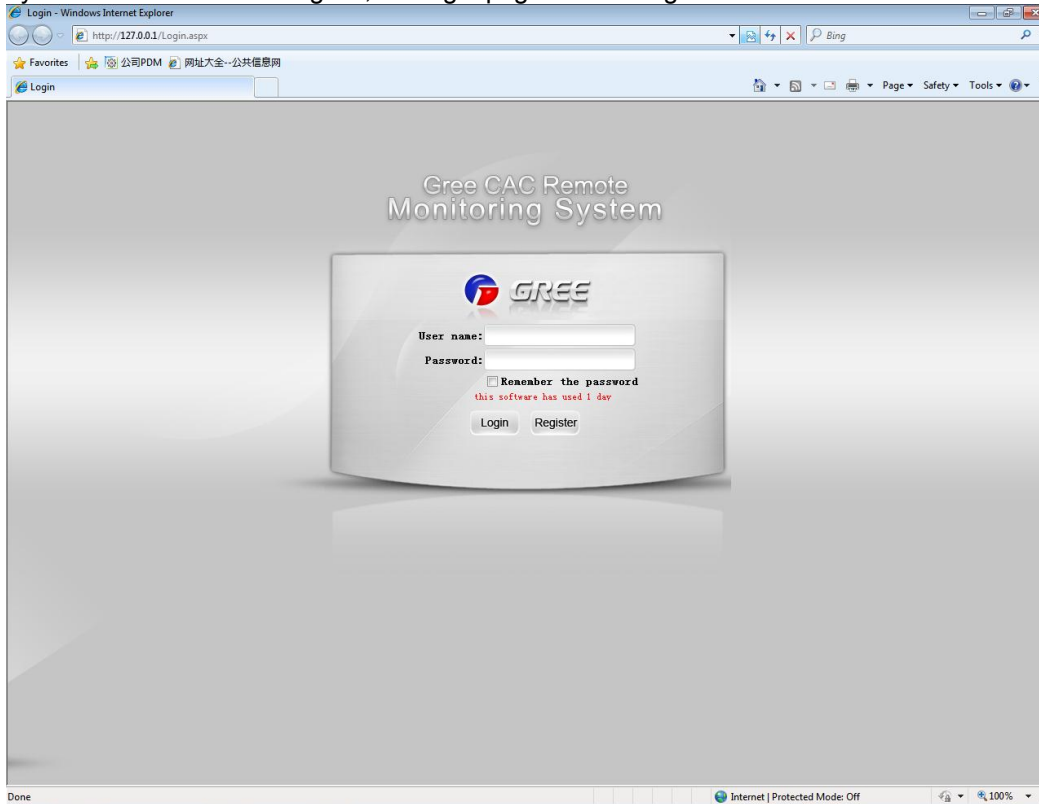 Login - Windows Internet Explorer
http://127.0.0.1/Login.aspx
Bing
Favorites 公司PDM 网址大全--公共信息网
Login Page Safety Tools
Gree CAC Remote
Monitoring System
GREE
User name:
Password:
Remember the password
this software has used 1 day
Login Register
Done Internet | Protected Mode: Off 100%